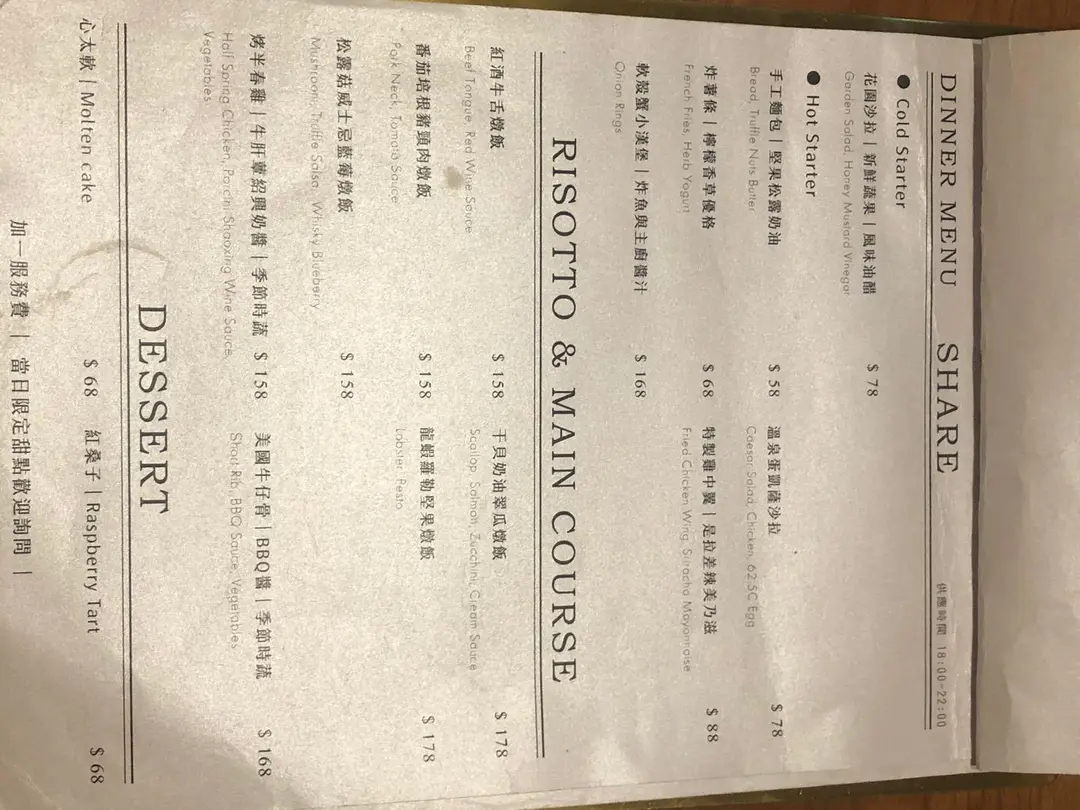 DINNER MENU SHARE 供應時間 18:00-22:00
● Cold Starter
花園沙拉 | 新鮮蔬果 | 風味油醋 $ 78
Garden Salad, Honey Mustard Vinegar
● Hot Starter
手工麵包 | 堅果松露奶油 $ 58
Bread, Truffle Nuts Butter
溫泉蛋凱薩沙拉 $ 78
Caesar Salad, Chicken, 62.5C Egg
炸薯條 | 檸檬香草優格 $ 68
French Fries, Herb Yogurt
特製雞中翼 | 是拉差辣美乃滋 $ 88
Fried Chicken Wing, Siracha Mayonnaise
軟殼蟹小漢堡 | 炸魚與主廚醬汁 $ 168
Onion Rings
RISOTTO & MAIN COURSE
紅酒牛舌燉飯 $ 158
Beef Tongue, Red Wine Sauce
干貝奶油翠瓜燉飯 $ 178
Scallop, Salmon, Zucchini, Cream Sauce
番茄培根豬頸肉燉飯 $ 158
Pork Neck, Tomato Sauce
龍蝦羅勒堅果燉飯 $ 178
Lobster, Pesto
松露菇威士忌藍莓燉飯 $ 158
Mushroom, Truffle Salsa, Whisky Blueberry
烤半春雞 | 牛肝蕈紹興奶醬 | 季節時蔬 $ 158
Half Spring Chicken, Porcini Shaoxing Wine Sauce,
Vegetables
美國牛仔骨 | BBQ醬 | 季節時蔬 $ 168
Short Rib, BBQ Sauce, Vegetables
DESSERT
心太軟 | Molten cake $ 68
紅桑子 | Raspberry Tart $ 68
加一服務費 | 當日限定甜點歡迎詢問 |